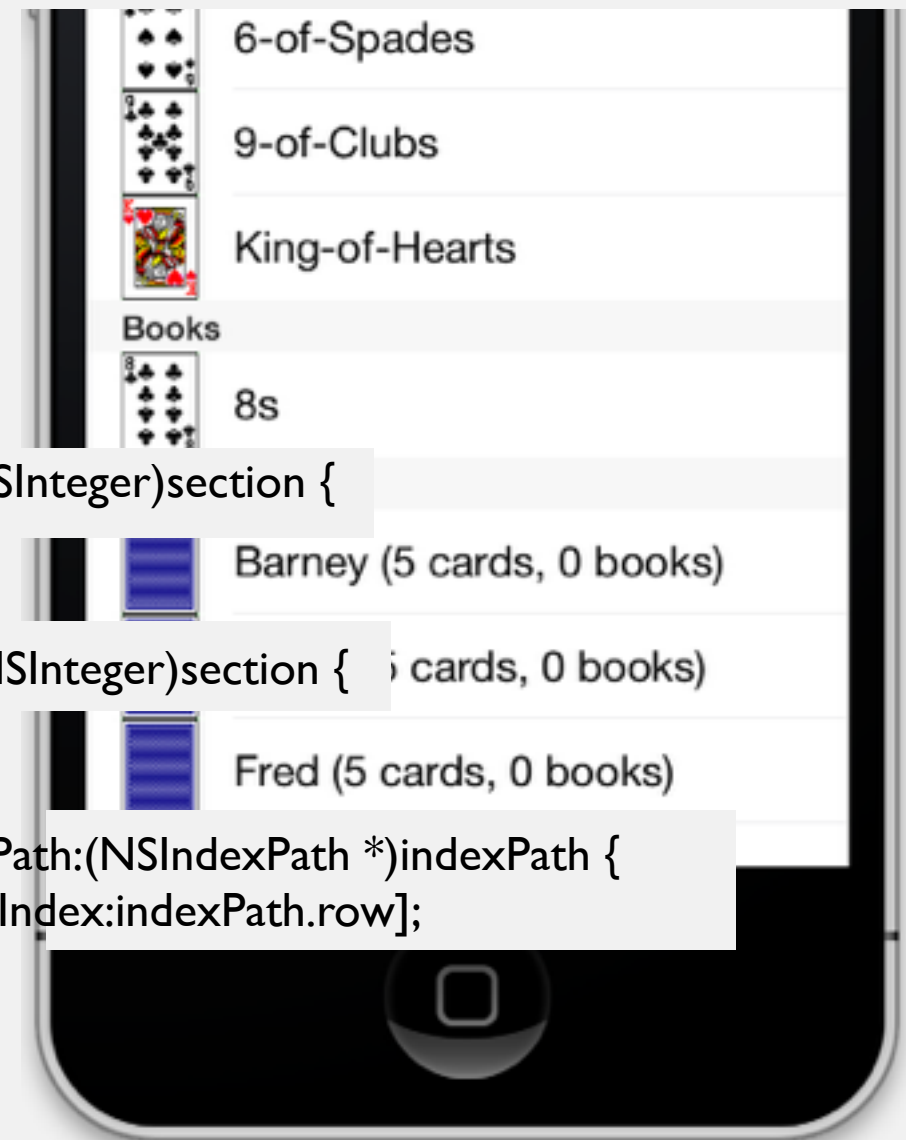 6-of-Spades
9-of-Clubs
King-of-Hearts
Books
8s
SInteger)section {
Barney (5 cards, 0 books)
NSInteger)section {
cards, 0 books)
Fred (5 cards, 0 books)
Path:(NSIndexPath *)indexPath {
Index:indexPath.row];